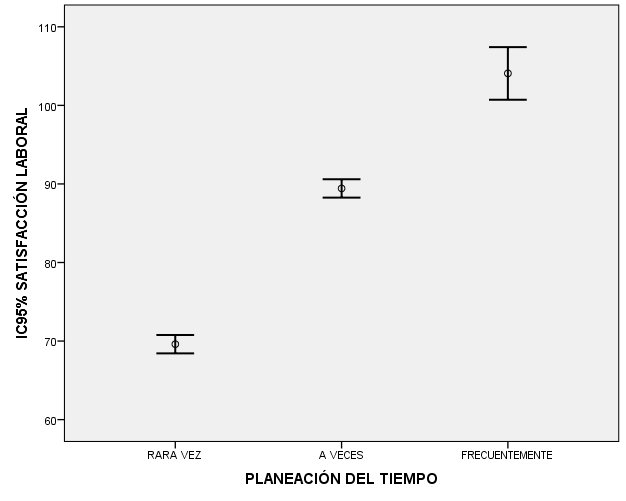 110
100
90
80
70
60
IC95% SATISFACCIÓN LABORAL
RARA VEZ
A VECES
FRECUENTEMENTE
PLANEACIÓN DEL TIEMPO